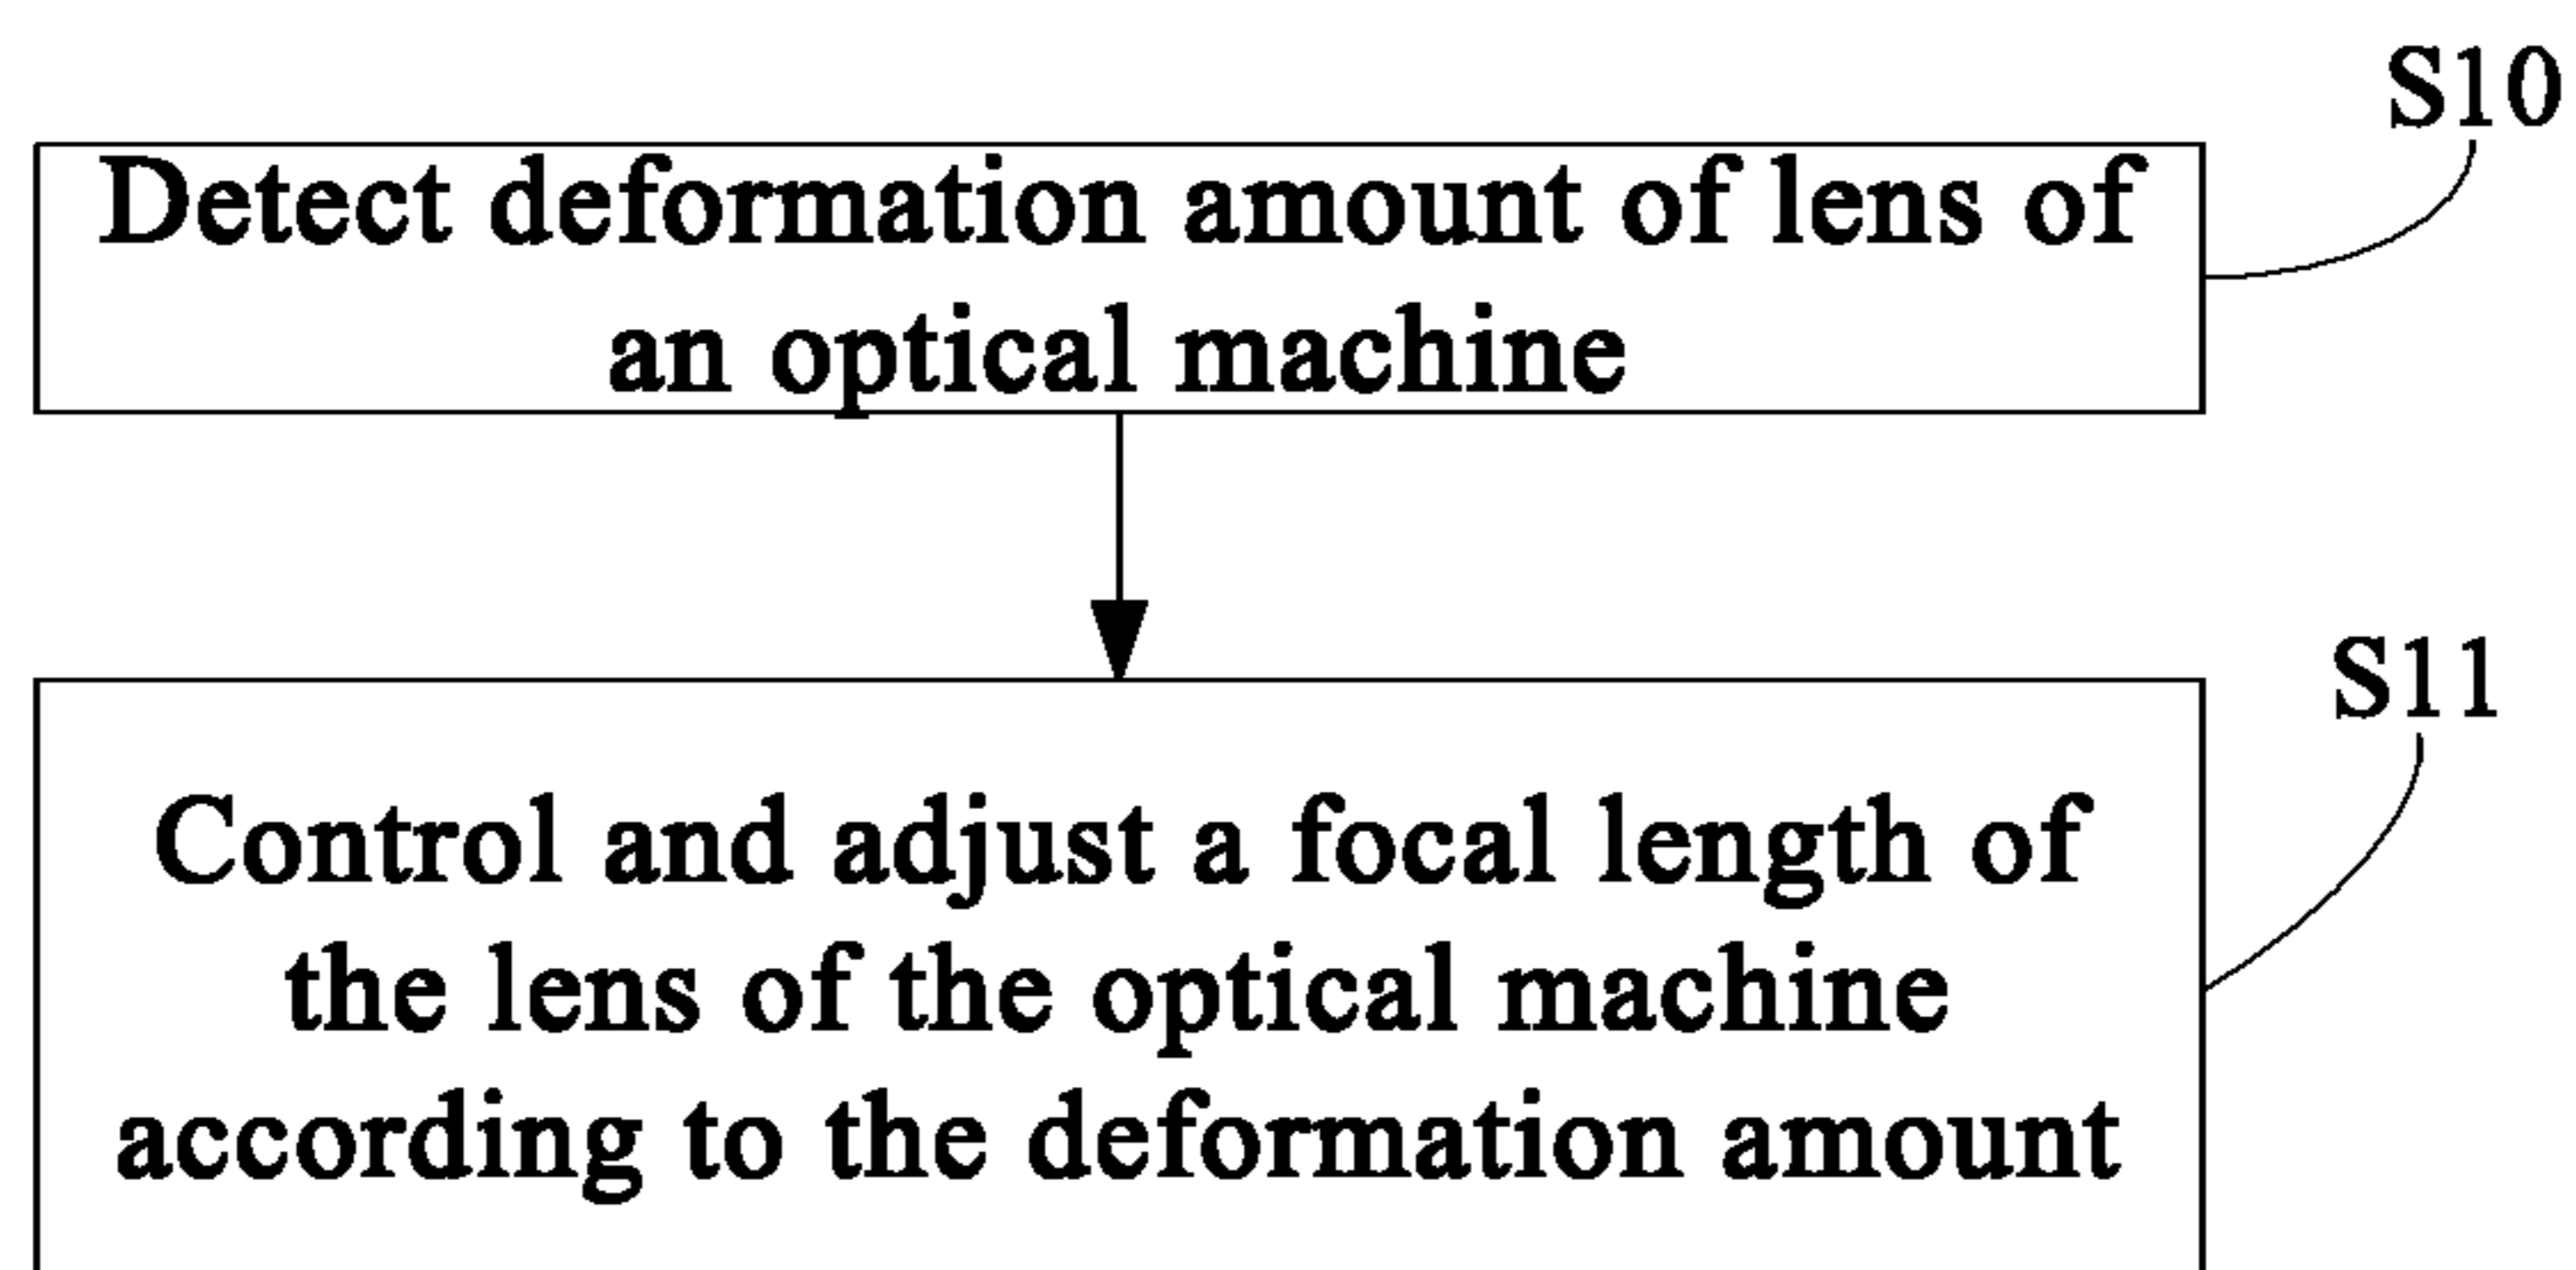 S10
Detect deformation amount of lens of
an optical machine
S11
Control and adjust a focal length of
the lens of the optical machine
according to the deformation amount